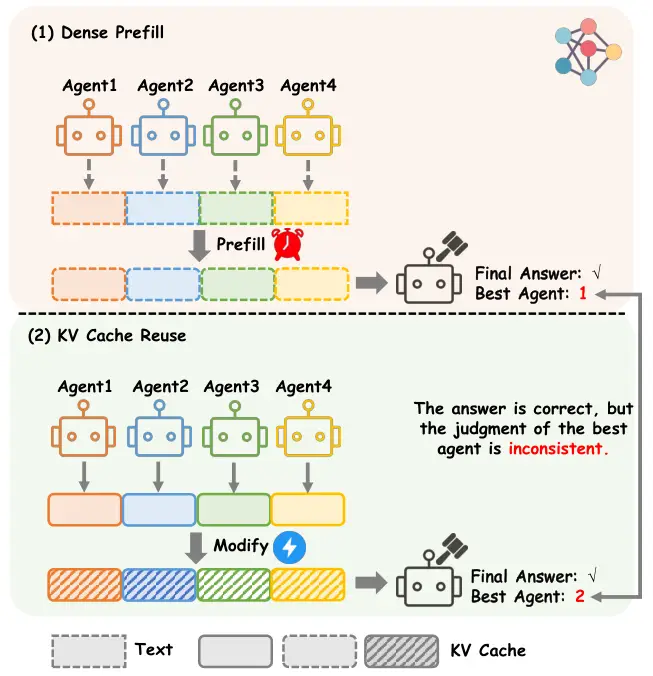 (1) Dense Prefill
Agent1 Agent2 Agent3 Agent4
Prefill
Final Answer: √
Best Agent: 1
(2) KV Cache Reuse
Agent1 Agent2 Agent3 Agent4
The answer is correct, but
the judgment of the best
agent is inconsistent.
Modify
Final Answer: √
Best Agent: 2
Text
KV Cache